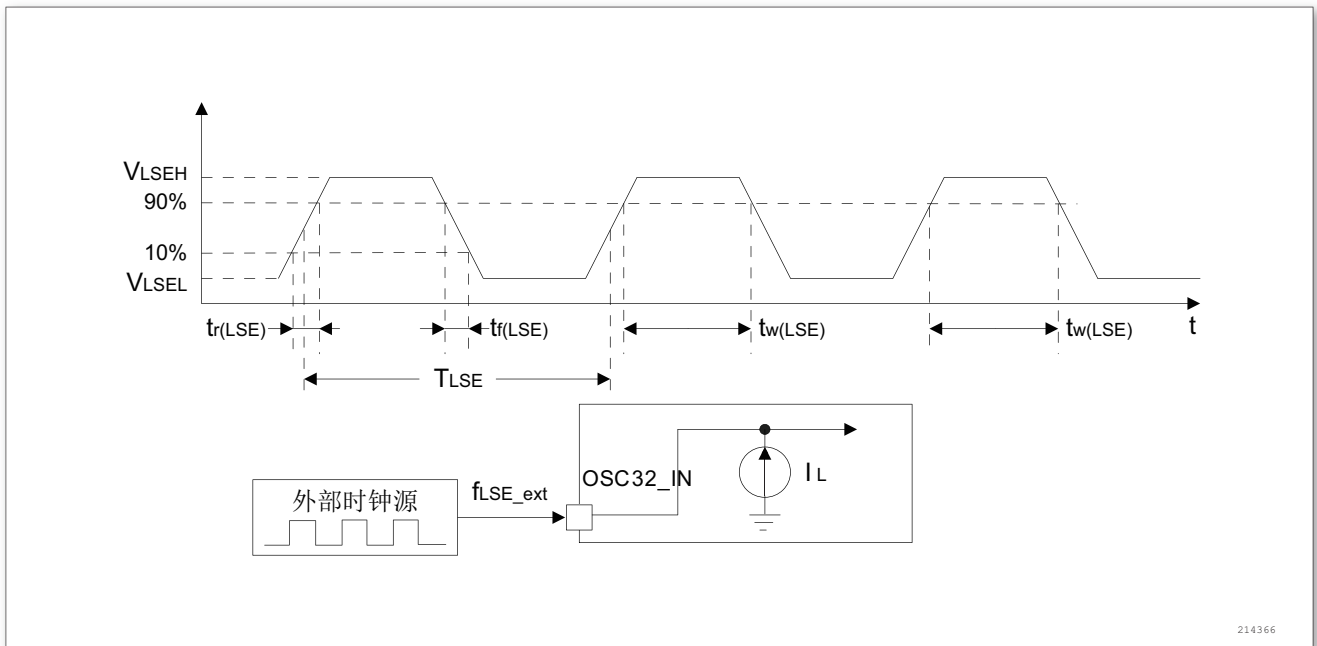 VLSEH
90%
10%
VLSEL
tr(LSE)
tf(LSE)
tw(LSE)
tw(LSE)
t
TLSE
外部时钟源
fLSE_ext
OSC32_IN
IL
214366